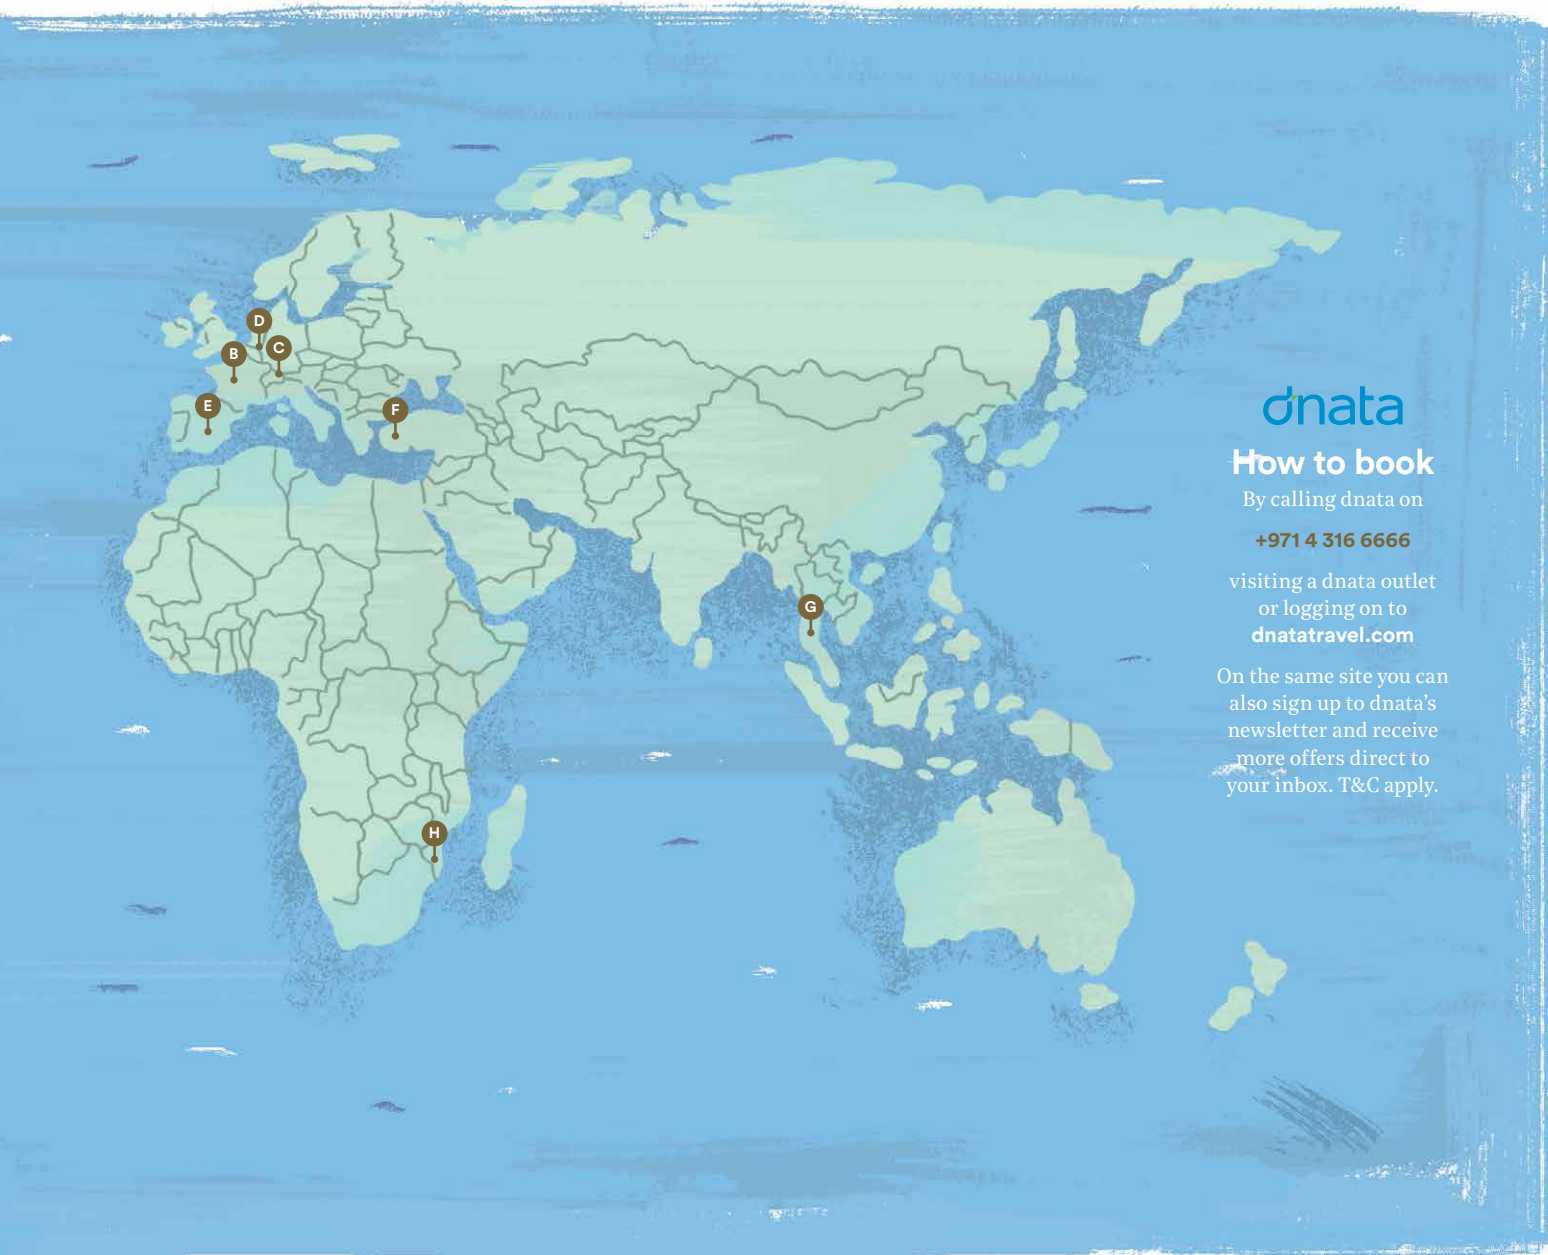 D
C
B
E
F
G
H
dnata
How to book
By calling dnata on
+971 4 316 6666
visiting a dnata outlet
or logging on to
dnatatravel.com
On the same site you can
also sign up to dnata’s
newsletter and receive
more offers direct to
your inbox. T&C apply.